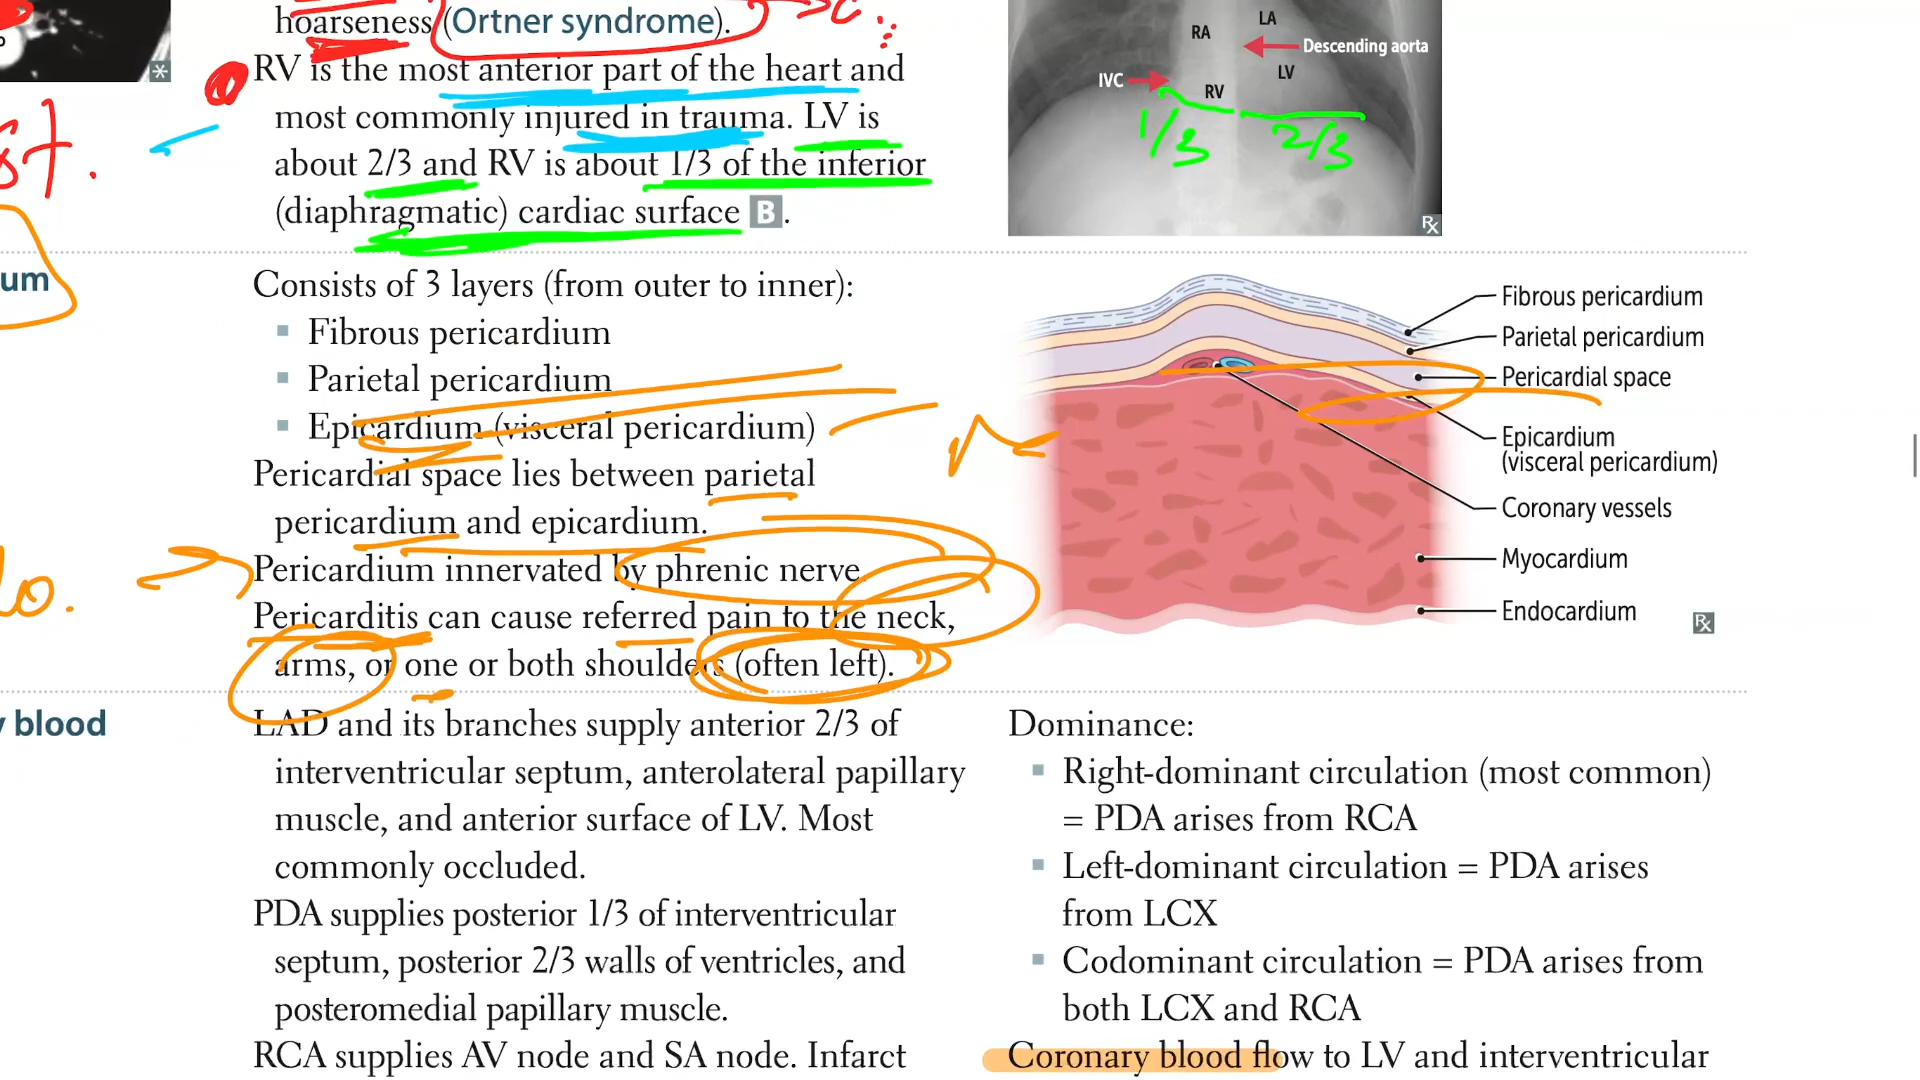 hoarseness (Ortner syndrome).
RV is the most anterior part of the heart and
most commonly injured in trauma. LV is
about 2/3 and RV is about 1/3 of the inferior
(diaphragmatic) cardiac surface B.
st.
RA
LA
Descending aorta
IVC
LV
RV
1/3
2/3
Rx
um
Consists of 3 layers (from outer to inner):
Fibrous pericardium
Parietal pericardium
Epicardium (visceral pericardium)
Pericardial space lies between parietal
pericardium and epicardium.
Pericardium innervated by phrenic nerve.
Pericarditis can cause referred pain to the neck,
arms, or one or both shoulders (often left).
Fibrous pericardium
Parietal pericardium
Pericardial space
Epicardium
(visceral pericardium)
Coronary vessels
Myocardium
Endocardium
Rx
y blood
LAD and its branches supply anterior 2/3 of
interventricular septum, anterolateral papillary
muscle, and anterior surface of LV. Most
commonly occluded.
PDA supplies posterior 1/3 of interventricular
septum, posterior 2/3 walls of ventricles, and
posteromedial papillary muscle.
RCA supplies AV node and SA node. Infarct
Dominance:
Right-dominant circulation (most common)
= PDA arises from RCA
Left-dominant circulation = PDA arises
from LCX
Codominant circulation = PDA arises from
both LCX and RCA
Coronary blood flow to LV and interventricular